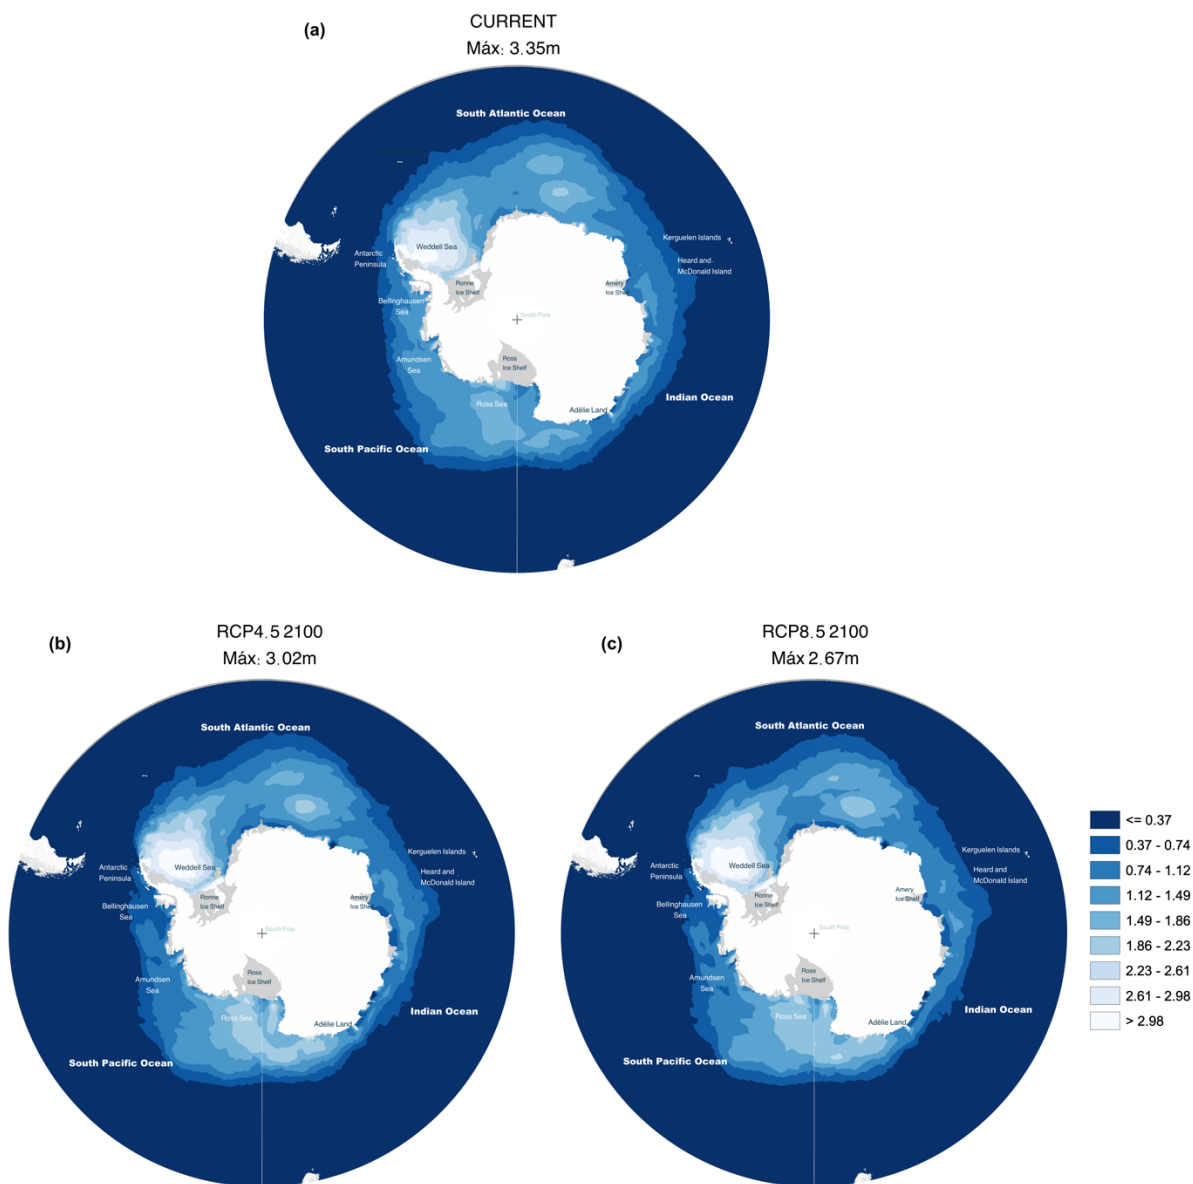 (a)
CURRENT
Máx: 3.35m
South Atlantic Ocean
Kerguelen Islands
Weddell Sea
Antarctic
Peninsula
Heard and
McDonald Island
Ronne
Ice Shelf
Amery
Ice She
Bellinghausen
Sea
South Pole
Amundsen
Sea
Ross
Ice Shelf
Ross Sea
Adélie Land
Indian Ocean
South Pacific Ocean
(b)
RCP4.5 2100
Máx: 3.02m
South Atlantic Ocean
Kerguelen Islands
Weddell Sea
Antarctic
Peninsula
Heard and
McDonald Island
Ronne
Ice Shelf
Amery
Ice Shelf
Bellinghausen
Sea
South Pole
Amundsen
Sea
Ross
Ice Shelf
Ross Sea
Adélie Land
Indian Ocean
South Pacific Ocean
(c)
RCP8.5 2100
Máx 2.67m
South Atlantic Ocean
Kerguelen Islands
Weddell Sea
Antarctic
Peninsula
Heard and
McDonald Island
Ronne
Ice Shelf
Amery
Ice Shelf
Bellinghausen
Sea
South Pole
Amundsen
Sea
Ross
Ice Shelf
Ross Sea
Adélie Land
Indian Ocean
South Pacific Ocean
<= 0.37
0.37 - 0.74
0.74 - 1.12
1.12 - 1.49
1.49 - 1.86
1.86 - 2.23
2.23 - 2.61
2.61 - 2.98
> 2.98